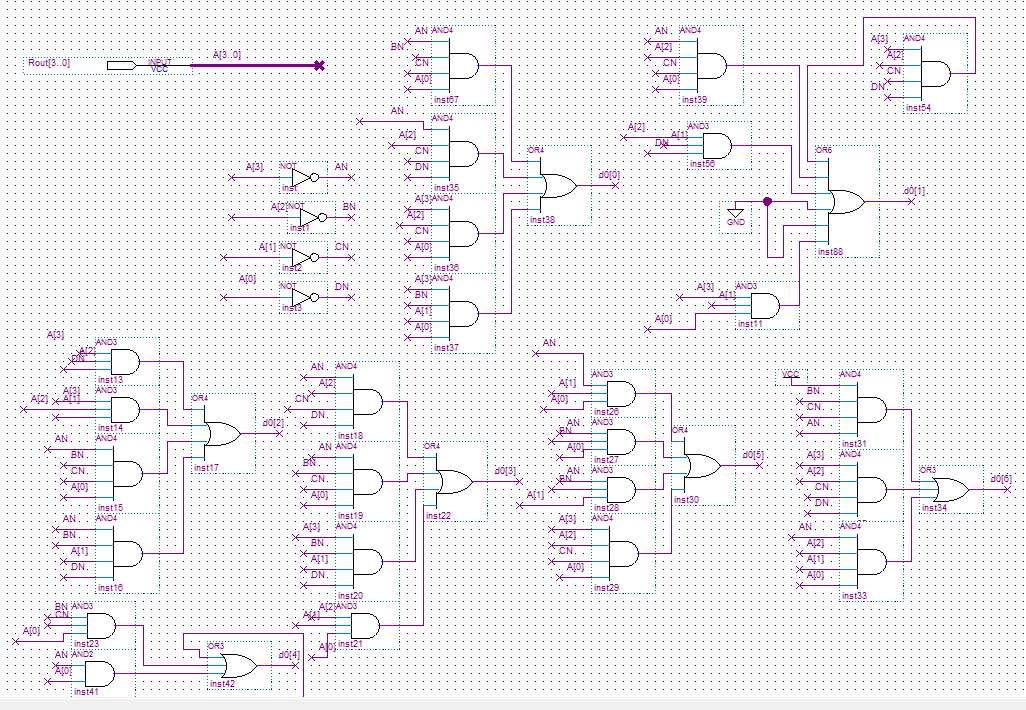 Rout[3..0]
INPUT
VCC
A[3..0]
A[3]
NOT
AN
inst
A[2]
NOT
BN
inst1
A[1]
NOT
CN
inst2
A[0]
NOT
DN
inst3
AN
AND4
BN
CN
A[0]
inst67
AN
AND4
A[2]
CN
DN
inst35
A[3]
AND4
A[2]
CN
A[0]
inst36
A[3]
AND4
BN
A[1]
A[0]
inst37
OR4
d0[0]
inst38
AN
AND4
A[2]
CN
A[0]
inst39
A[3]
AND4
A[2]
CN
DN
inst54
A[2]
AND3
A[1]
DN
inst56
OR6
d0[1]
GND
inst88
A[3]
AND3
A[1]
A[0]
inst11
A[3]
AND3
A[2]
DN
inst13
A[3]
AND3
A[2]
A[1]
inst14
AN
AND4
BN
CN
A[0]
inst15
AN
AND4
BN
A[1]
DN
inst16
OR4
d0[2]
inst17
AN
AND4
A[2]
CN
DN
inst18
AN
AND4
BN
CN
A[0]
inst19
A[3]
AND4
BN
A[1]
DN
inst20
A[2]
AND3
A[1]
A[0]
inst21
OR4
d0[3]
inst22
BN
AND3
CN
A[0]
inst23
AN
AND2
A[0]
inst41
OR3
d0[4]
inst42
AN
AND3
A[1]
A[0]
inst26
AN
AND3
BN
A[0]
inst27
AN
AND3
BN
A[1]
inst28
A[3]
AND4
A[2]
CN
A[0]
inst29
OR4
d0[5]
inst30
VCC
AND4
BN
CN
AN
inst31
A[3]
AND4
A[2]
CN
DN
AN
AND4
A[2]
A[1]
A[0]
inst33
OR3
d0[6]
inst34